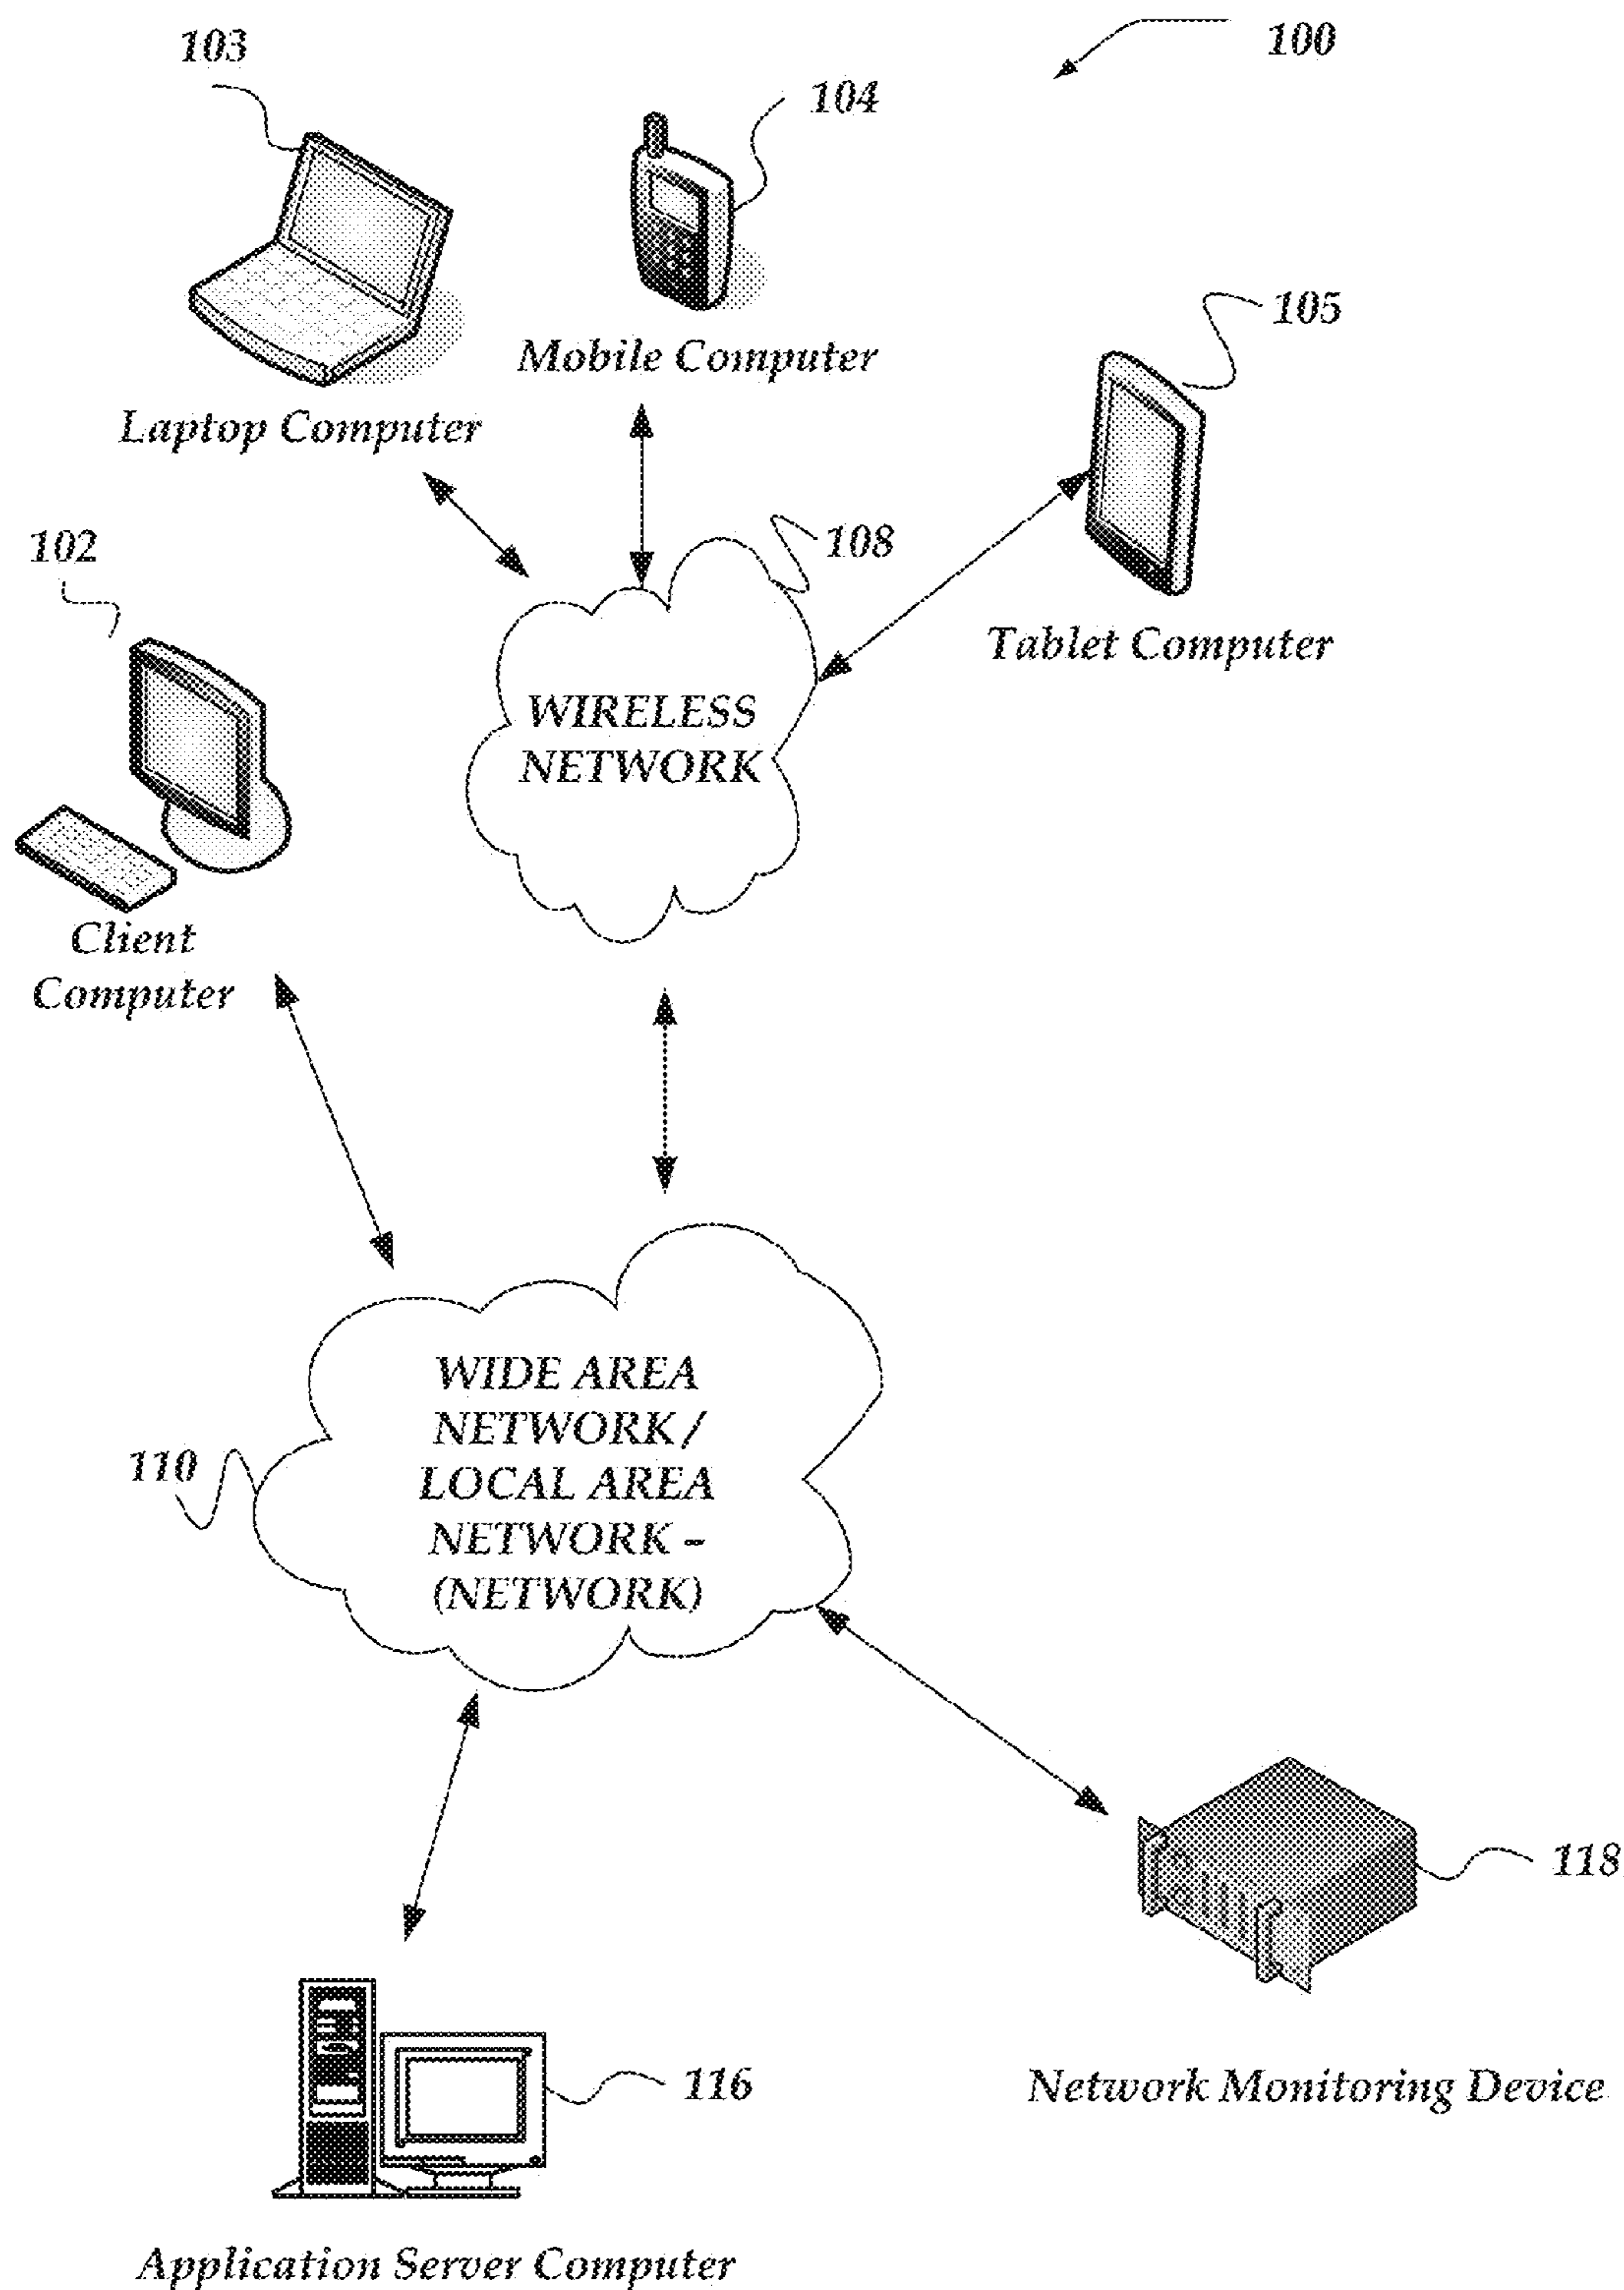 100
103
104
Mobile Computer
105
Laptop Computer
108
102
Tablet Computer
WIRELESS
NETWORK
Client
Computer
WIDE AREA
NETWORK /
LOCAL AREA
NETWORK –
(NETWORK)
110
118
116
Network Monitoring Device
Application Server Computer